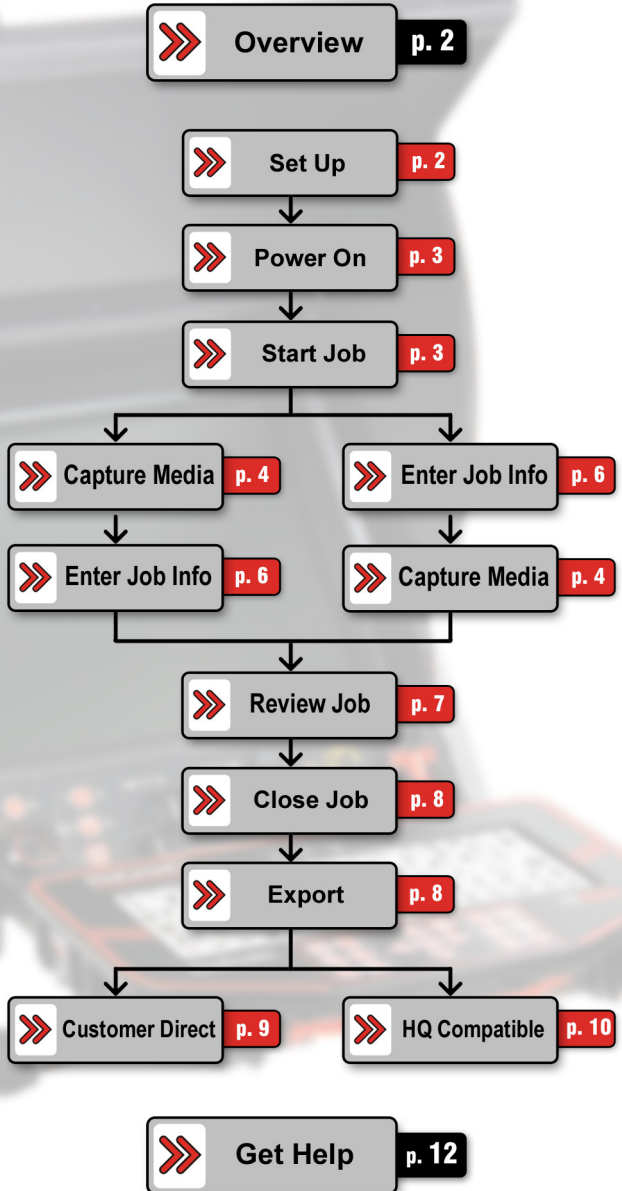 Overview p. 2
Set Up p. 2
Power On p. 3
Start Job p. 3
Capture Media p. 4 Enter Job Info p. 6
Enter Job Info p. 6 Capture Media p. 4
Review Job p. 7
Close Job p. 8
Export p. 8
Customer Direct p. 9 HQ Compatible p. 10
Get Help p. 12